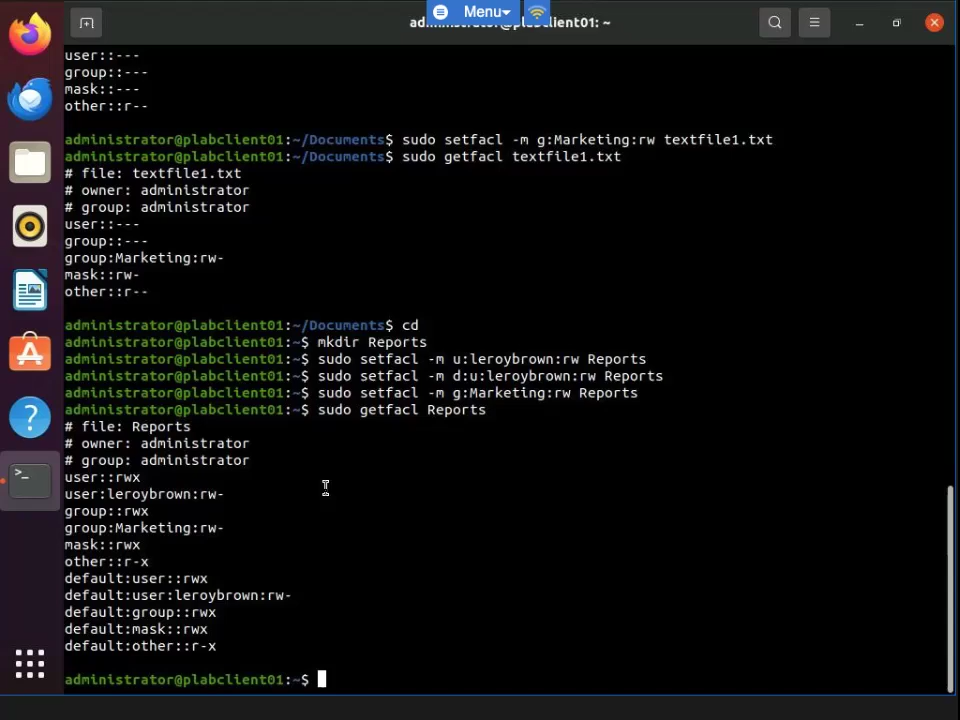 Menu
administrator@plabclient01: ~
user::---
group::---
mask::---
other::r--
administrator@plabclient01:~/Documents$ sudo setfacl -m g:Marketing:rw textfile1.txt
administrator@plabclient01:~/Documents$ sudo getfacl textfile1.txt
# file: textfile1.txt
# owner: administrator
# group: administrator
user::---
group::---
group:Marketing:rw-
mask::rw-
other::r--
administrator@plabclient01:~/Documents$ cd
administrator@plabclient01:~$ mkdir Reports
administrator@plabclient01:~$ sudo setfacl -m u:leroybrown:rw Reports
administrator@plabclient01:~$ sudo setfacl -m d:u:leroybrown:rw Reports
administrator@plabclient01:~$ sudo setfacl -m g:Marketing:rw Reports
administrator@plabclient01:~$ sudo getfacl Reports
# file: Reports
# owner: administrator
# group: administrator
user::rwx
user:leroybrown:rw-
group::rwx
group:Marketing:rw-
mask::rwx
other::r-x
default:user::rwx
default:user:leroybrown:rw-
default:group::rwx
default:mask::rwx
default:other::r-x
administrator@plabclient01:~$